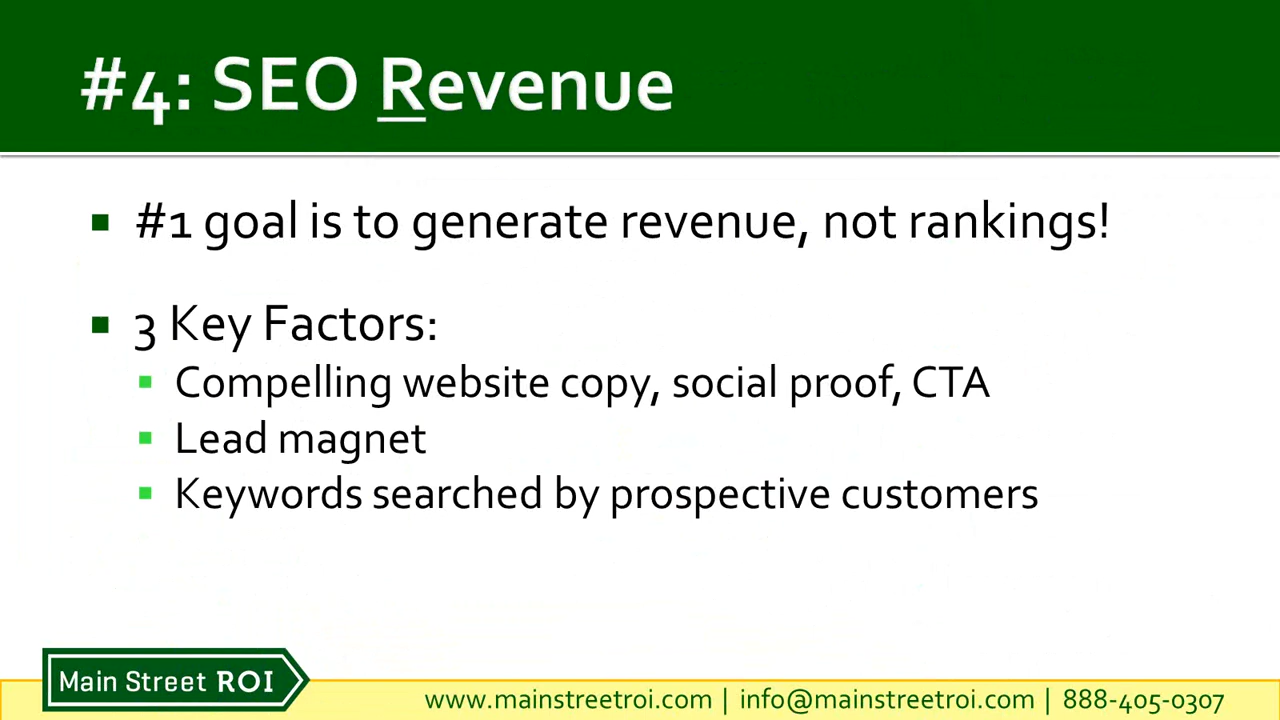 #4: SEO Revenue
#1 goal is to generate revenue, not rankings!
3 Key Factors:
Compelling website copy, social proof, CTA
Lead magnet
Keywords searched by prospective customers
Main Street ROI
www.mainstreetroi.com | info@mainstreetroi.com | 888-405-0307